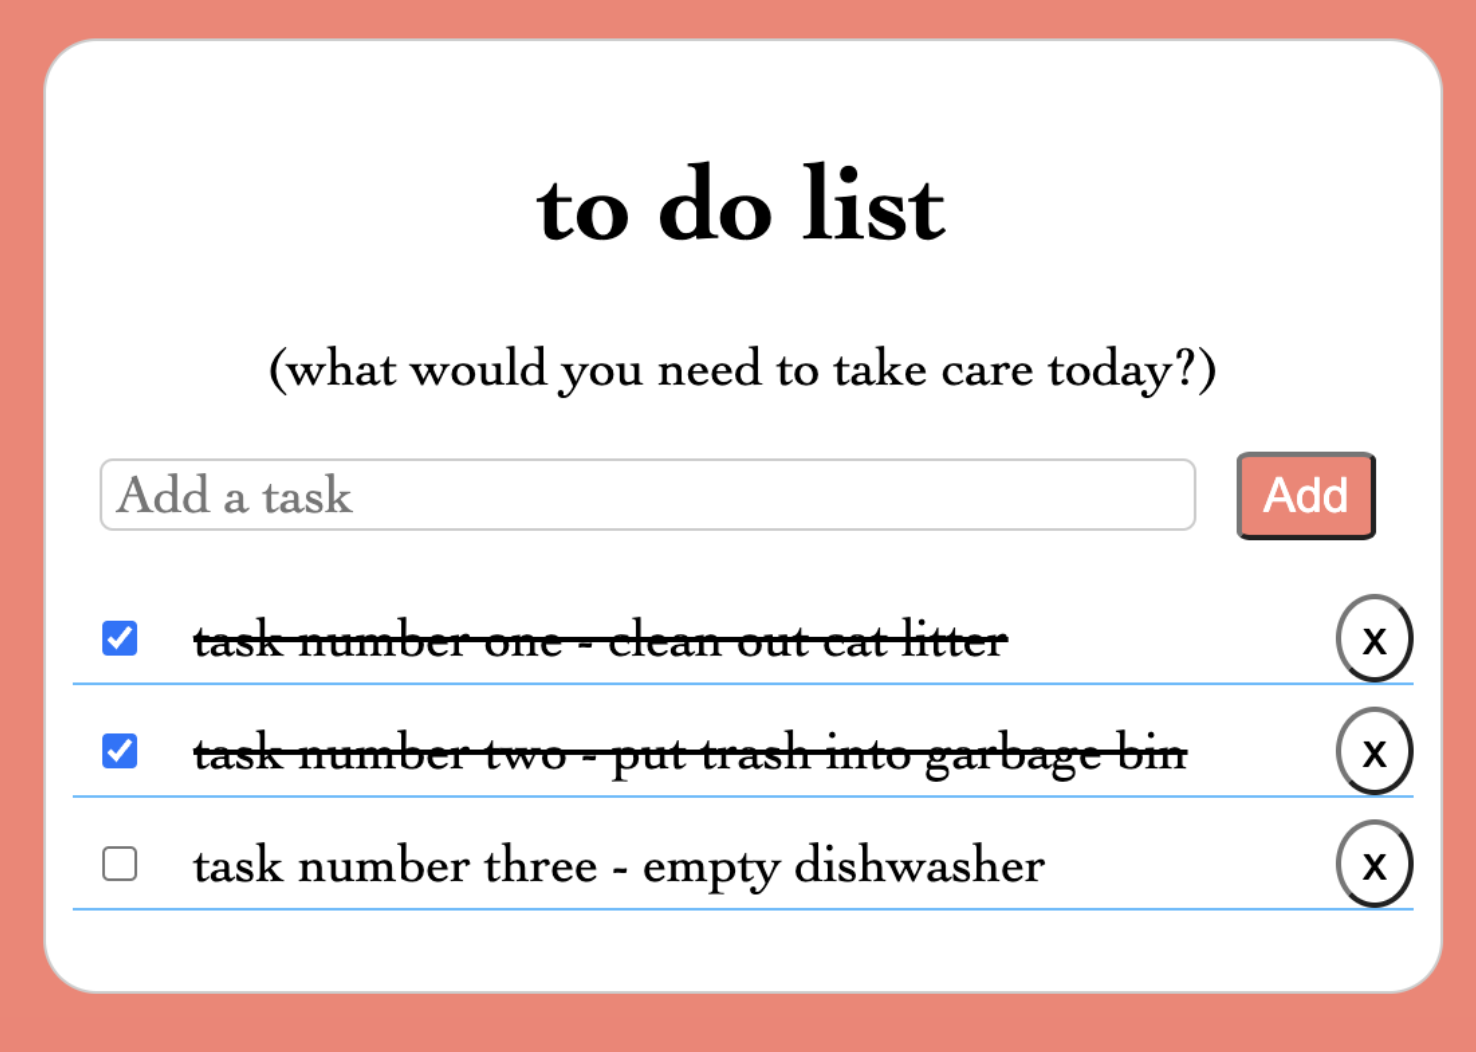 to do list
(what would you need to take care today?)
Add a task
Add
task number one - clean out cat litter
x
task number two - put trash into garbage bin
x
task number three - empty dishwasher
x